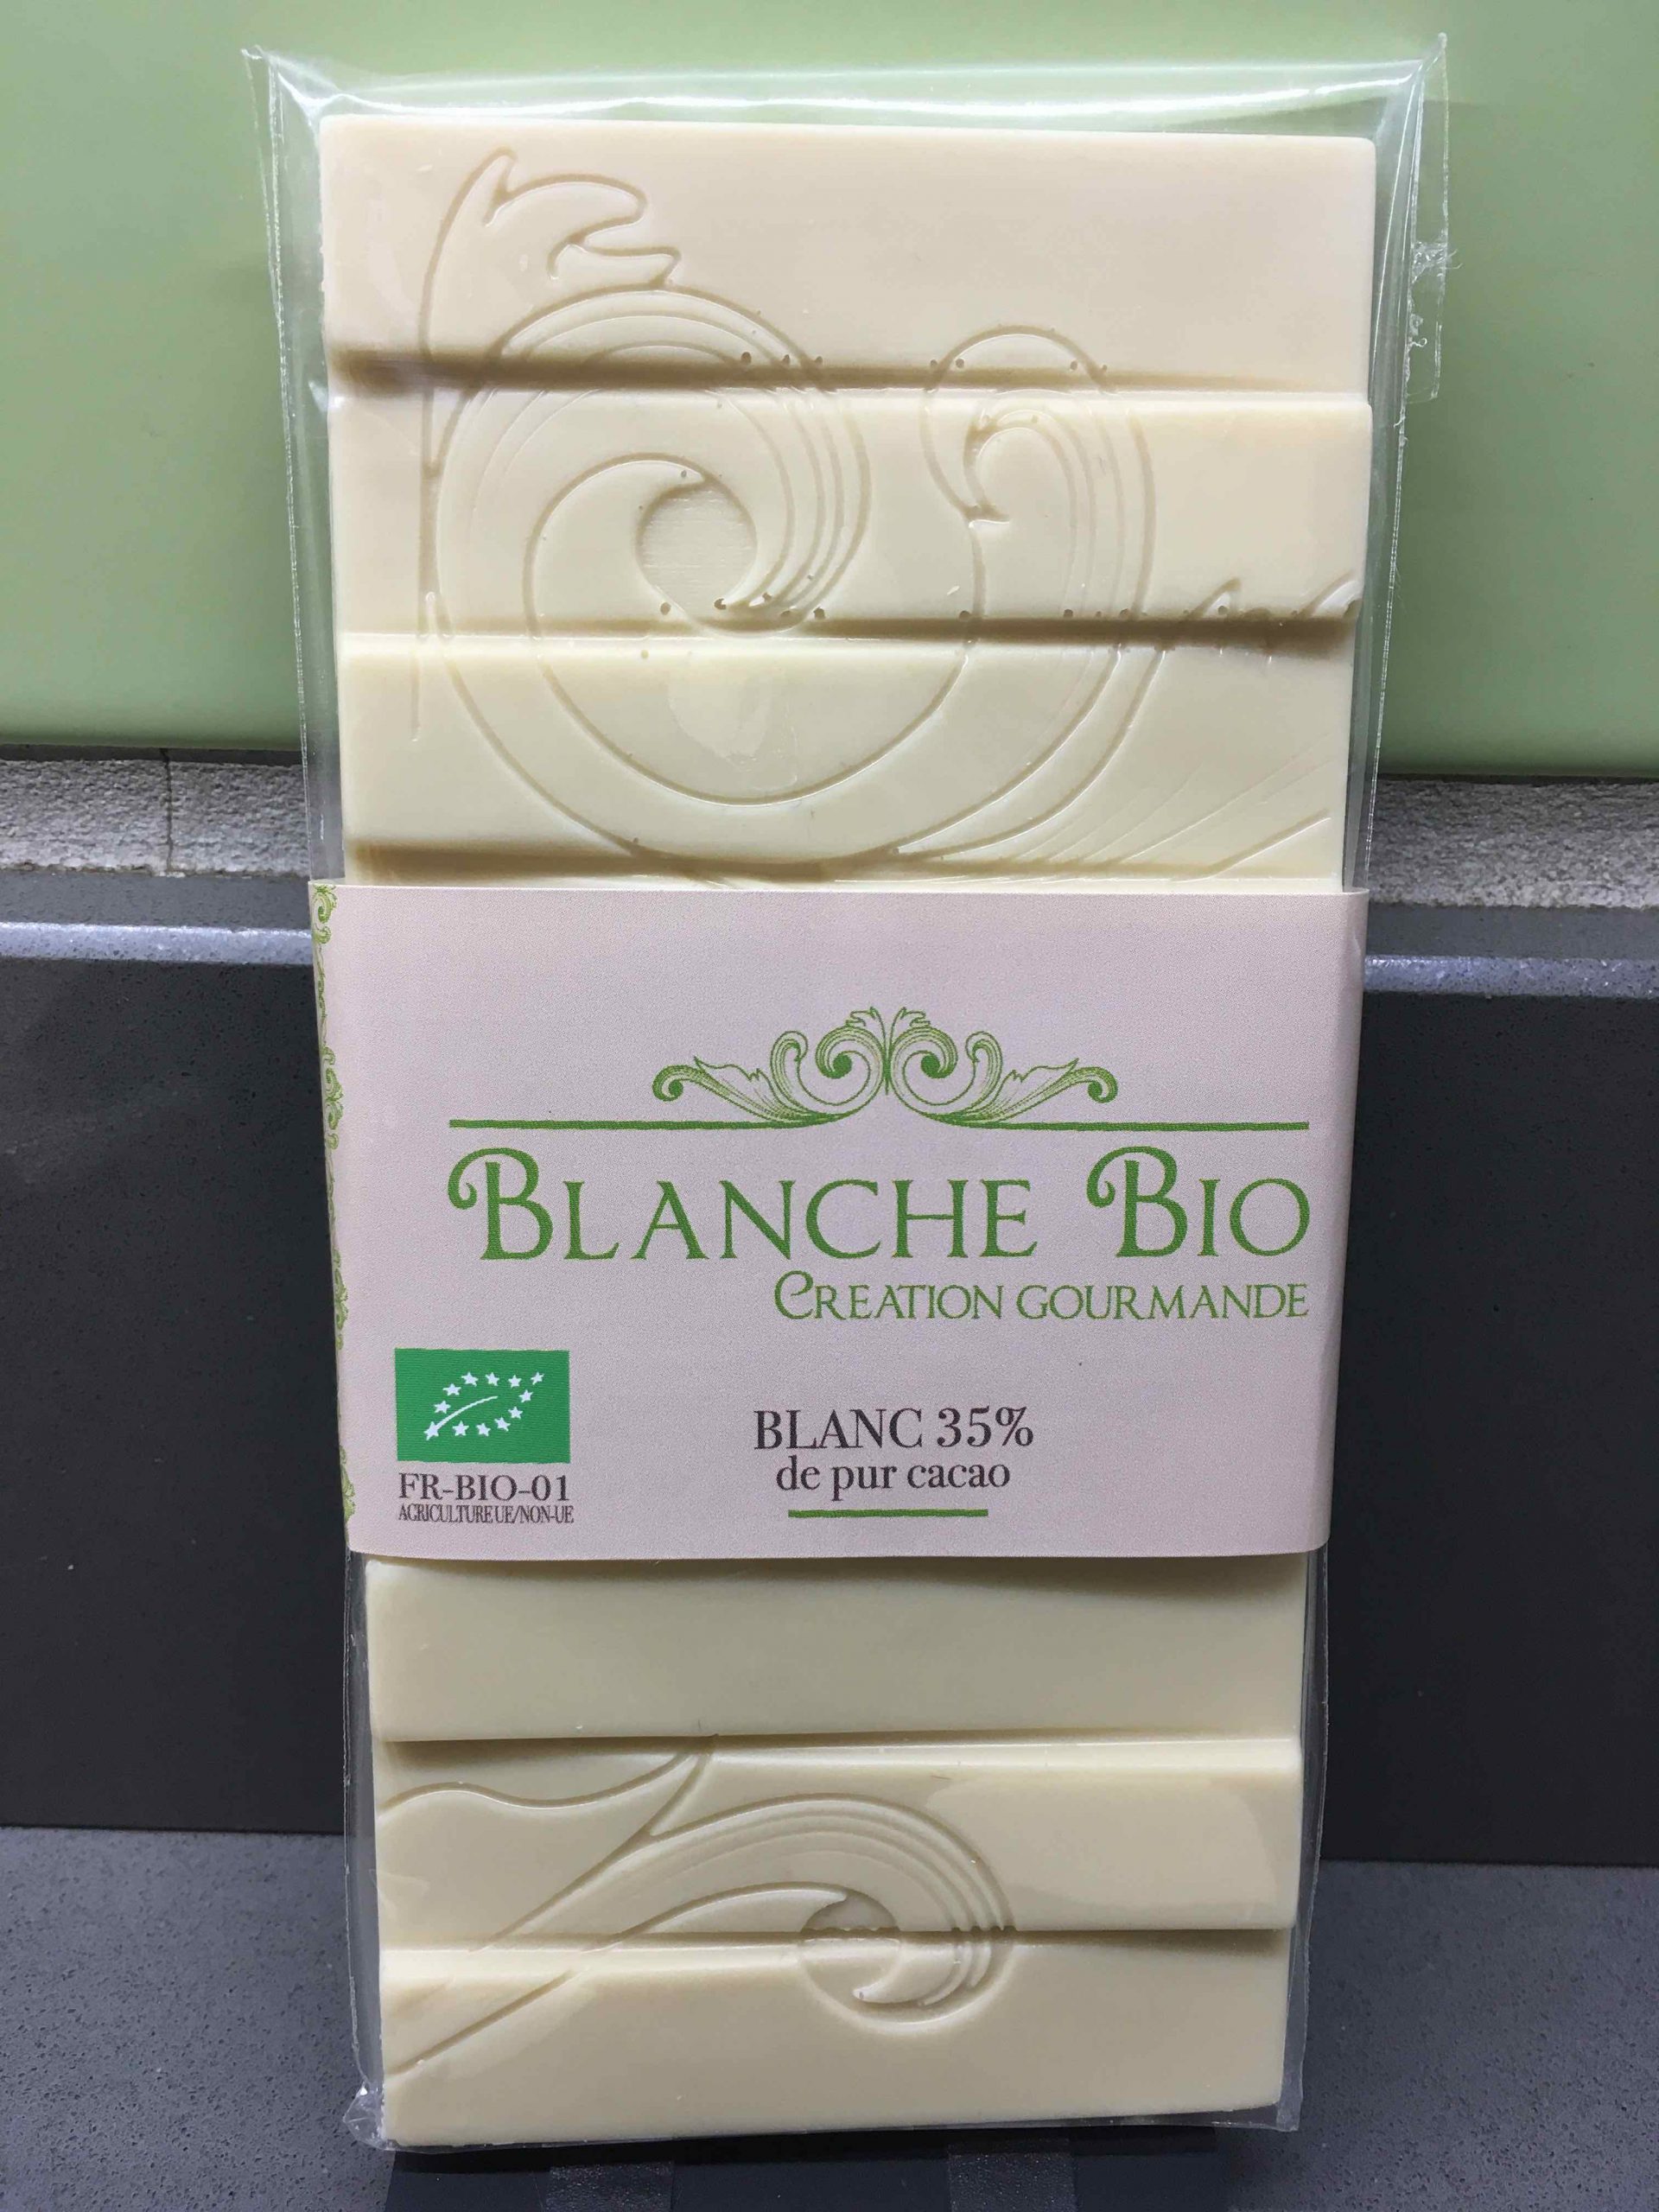 BLANCHE BIO
CREATION GOURMANDE
BLANC 35%
de pur cacao
FR-BIO-01
AGRICULTURE UE/NON-UE